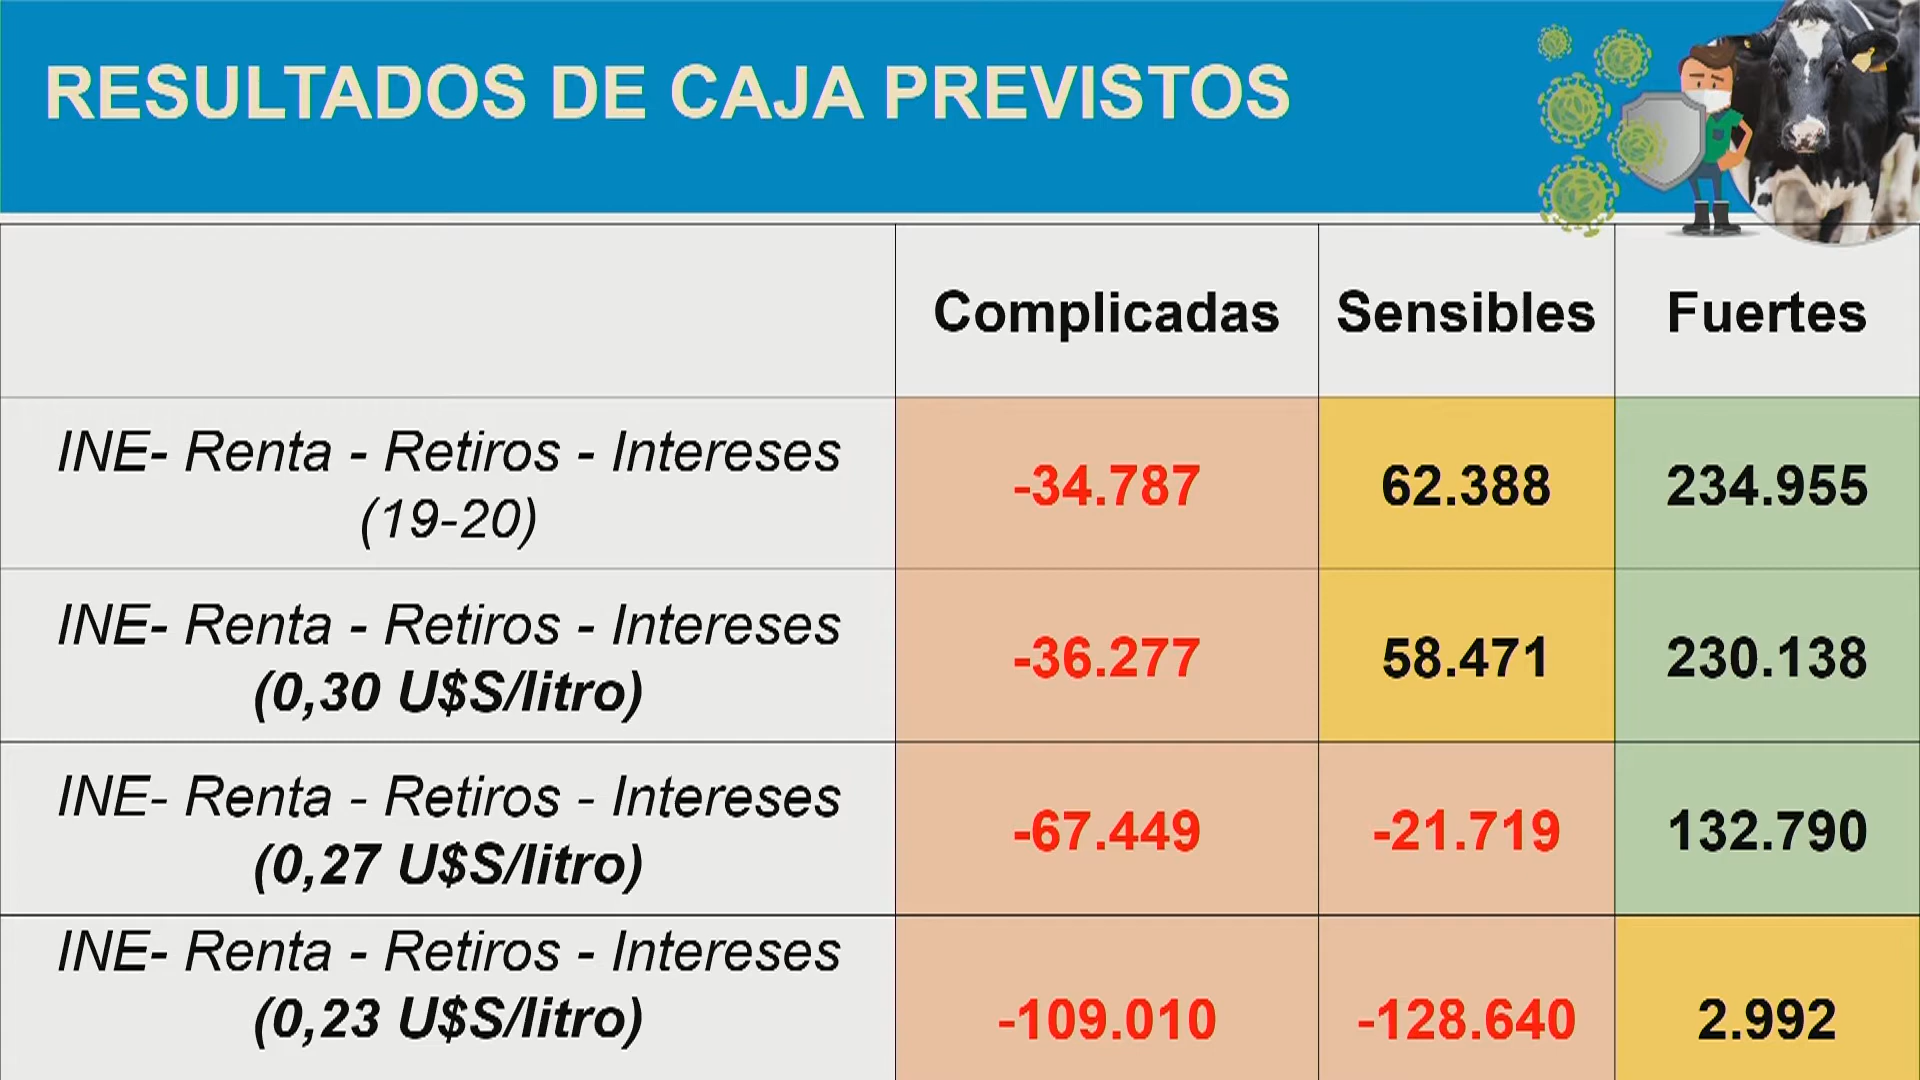 RESULTADOS DE CAJA PREVISTOS
Complicadas Sensibles Fuertes
INE- Renta - Retiros - Intereses
(19-20)
-34.787 62.388 234.955
INE- Renta - Retiros - Intereses
(0,30 U$S/litro)
-36.277 58.471 230.138
INE- Renta - Retiros - Intereses
(0,27 U$S/litro)
-67.449 -21.719 132.790
INE- Renta - Retiros - Intereses
(0,23 U$S/litro)
-109.010 -128.640 2.992